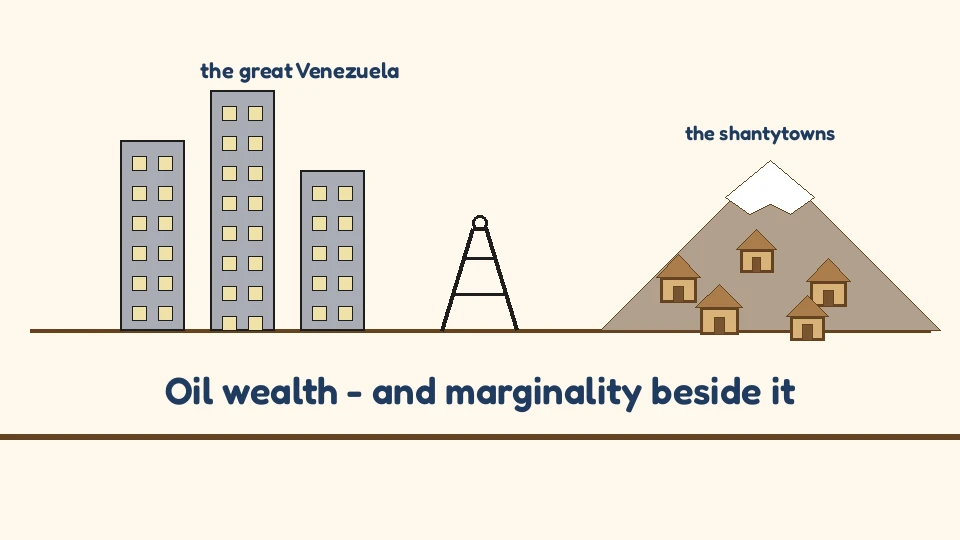 the great Venezuela
the shantytowns
Oil wealth - and marginality beside it